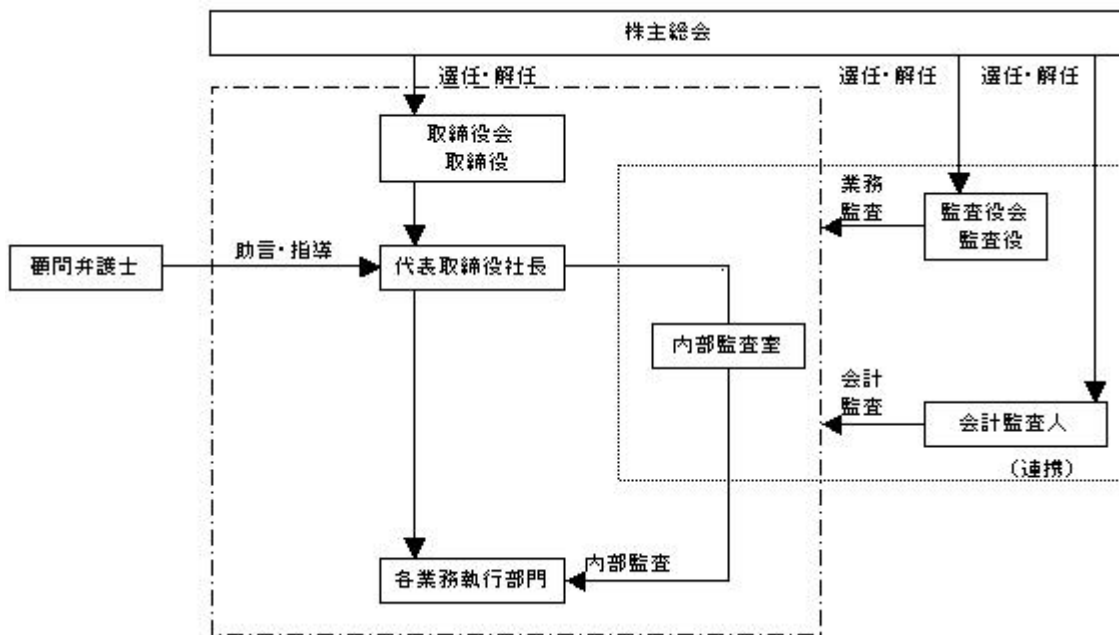 株主総会
選任・解任
選任・解任
選任・解任
取締役会
取締役
業務
監査
監査役会
監査役
顧問弁護士
助言・指導
代表取締役社長
内部監査室
会計
監査
会計監査人
（連携）
各業務執行部門
内部監査